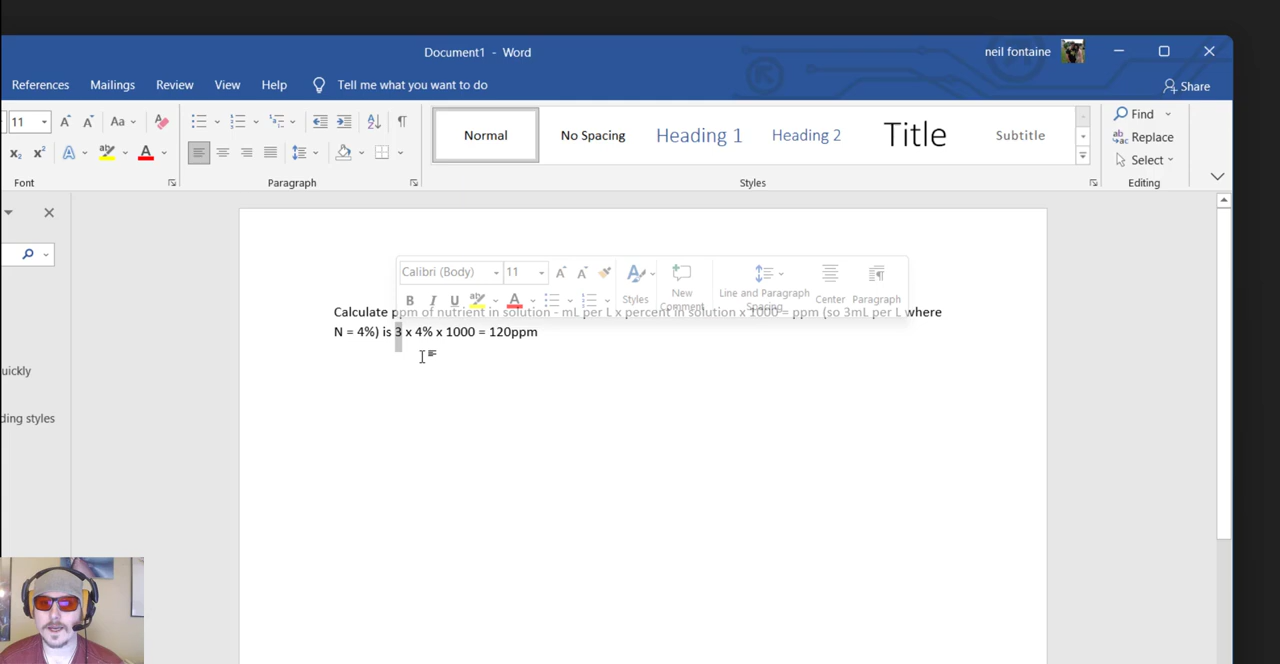 Document1 - Word
neil fontaine
References Mailings Review View Help Tell me what you want to do
Share
11 Aa
Normal No Spacing Heading 1 Heading 2 Title Subtitle
Find
Replace
Select
Font Paragraph Styles Editing
Calibri (Body) 11
Styles New Comment Line and Paragraph Spacing Center Paragraph
Calculate ppm of nutrient in solution - mL per L x percent in solution x 1000 = ppm (so 3mL per L where
N = 4%) is 3 x 4% x 1000 = 120ppm
uickly
ding styles